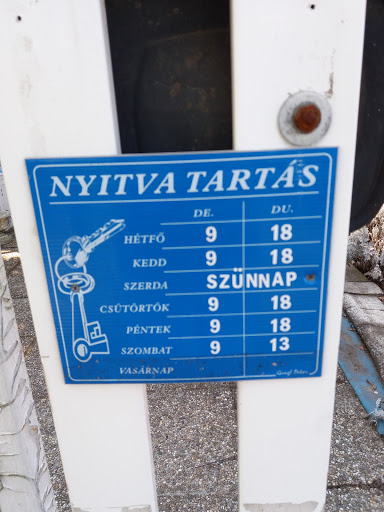 NYITVA TARTÁS
DE. DU.
HÉTFŐ 9 18
KEDD 9 18
SZERDA SZÜNNAP
CSÜTÖRTÖK 9 18
PÉNTEK 9 18
SZOMBAT 9 13
VASÁRNAP